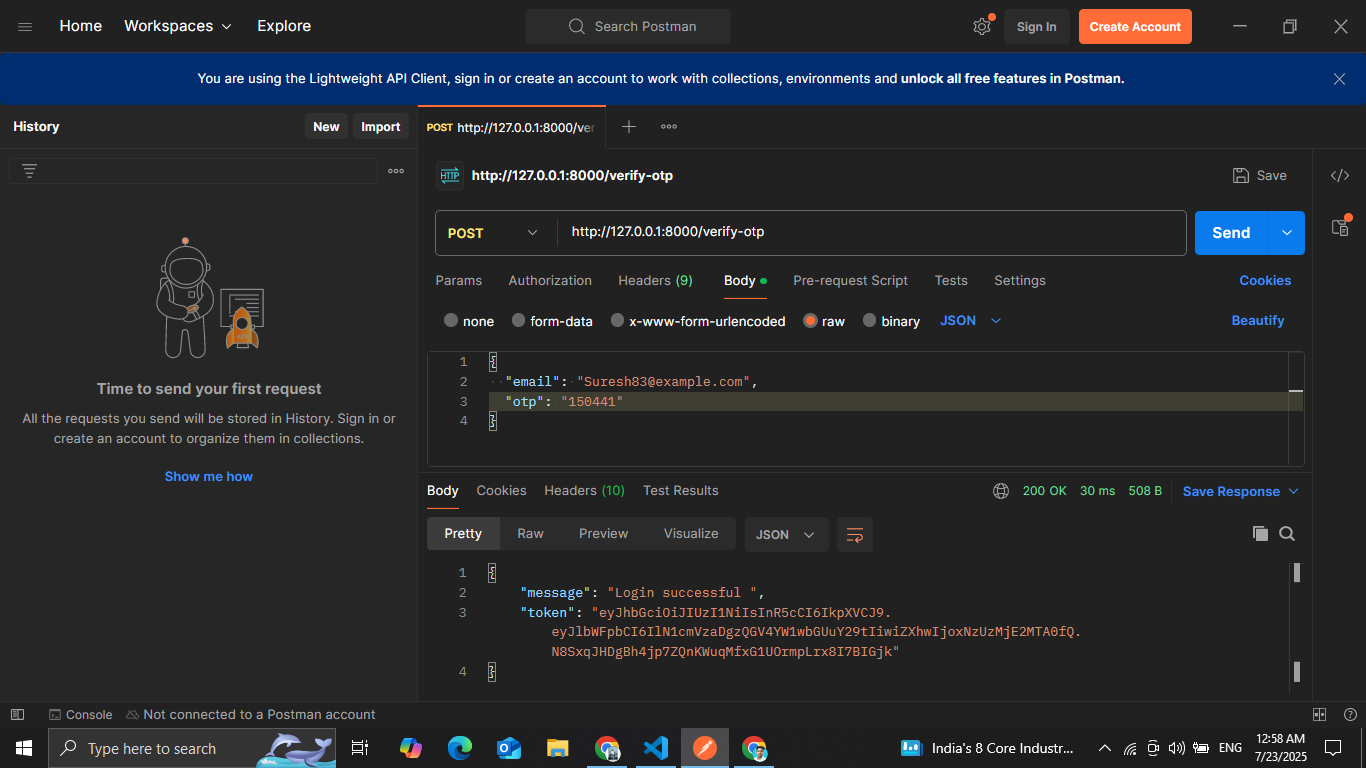 Home Workspaces Explore Search Postman Sign In Create Account
You are using the Lightweight API Client, sign in or create an account to work with collections, environments and unlock all free features in Postman.
History New Import
POST http://127.0.0.1:8000/ver
HTTP http://127.0.0.1:8000/verify-otp Save
POST http://127.0.0.1:8000/verify-otp Send
Params Authorization Headers (9) Body Pre-request Script Tests Settings Cookies
none form-data x-www-form-urlencoded raw binary JSON Beautify
1 {
2 "email": "Suresh83@example.com",
3 "otp": "150441"
4 }
Time to send your first request
All the requests you send will be stored in History. Sign in or
create an account to organize them in collections.
Show me how
Body Cookies Headers (10) Test Results 200 OK 30 ms 508 B Save Response
Pretty Raw Preview Visualize JSON
1 {
2 "message": "Login successful ",
3 "token": "eyJhbGciOiJIUzI1NiIsInR5cCI6IkpXVCJ9.
eyJlbWFpbCI6IlN1cmVzaDgzQGV4YW1wbGUuY29tIiwiZXhwIjoxNzUzMjE2MTA0fQ.
N8SxqJHDgBh4jp7ZQnKWuqMfxG1UOrmpLrx8I7BIGjk"
4 }
Console Not connected to a Postman account
Type here to search India's 8 Core Industr... ENG 12:58 AM
7/23/2025